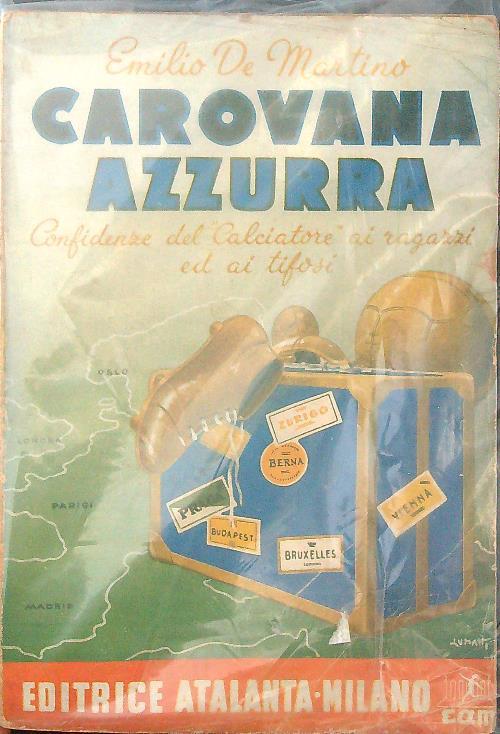 Emilio De Martino
CAROVANA
AZZURRA
Confidenze del "Calciatore" ai ragazzi
ed ai tifosi
OSLO
LONDRA
PARIGI
MADRID
ZURIGO
BERNA
BUDAPEST
BRUXELLES
VIENNA
EDITRICE ATALANTA-MILANO
eam